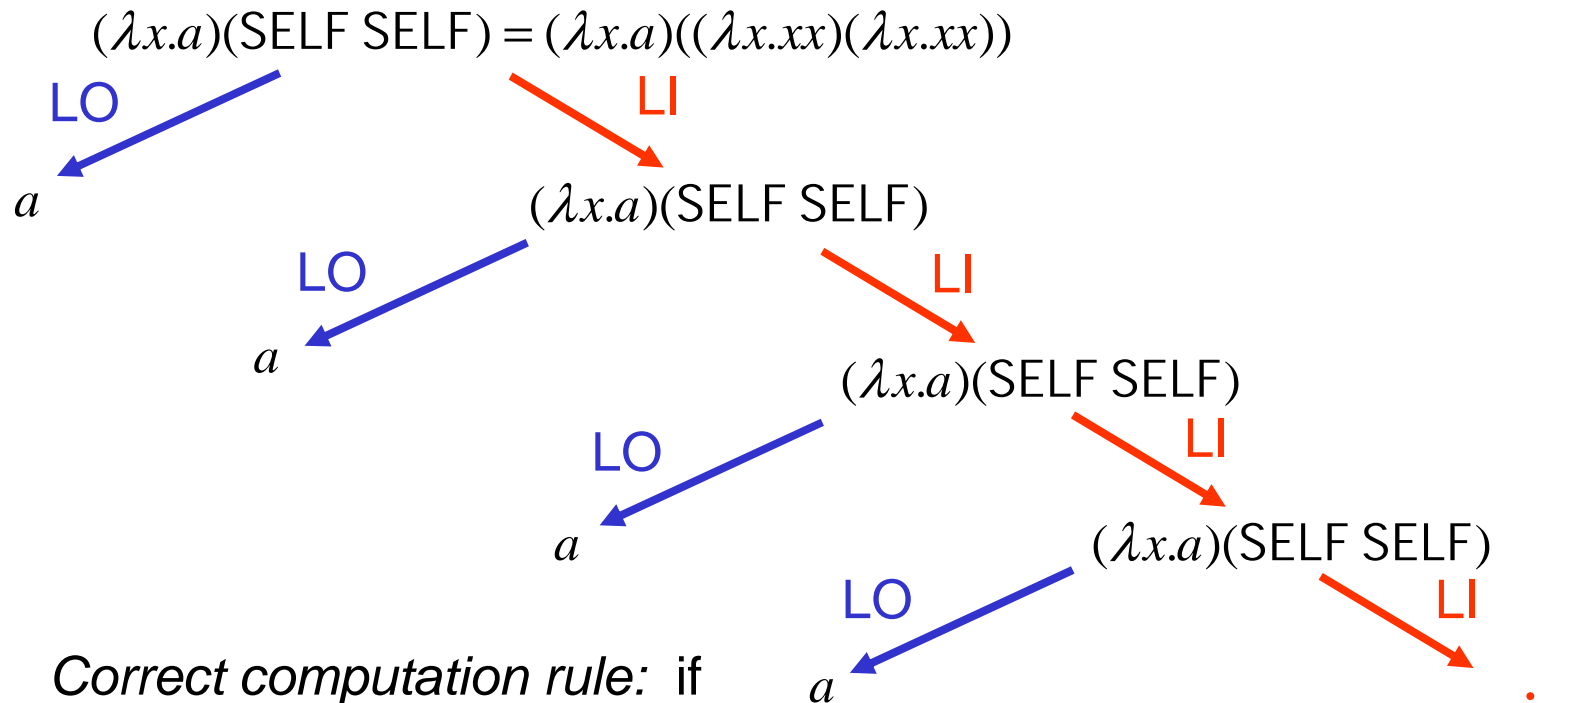 (λx.a)(SELF SELF) = (λx.a)((λx.xx)(λx.xx))
LO LI
a (λx.a)(SELF SELF)
LO LI
a (λx.a)(SELF SELF)
LO LI
a (λx.a)(SELF SELF)
LO LI
Correct computation rule: if a .